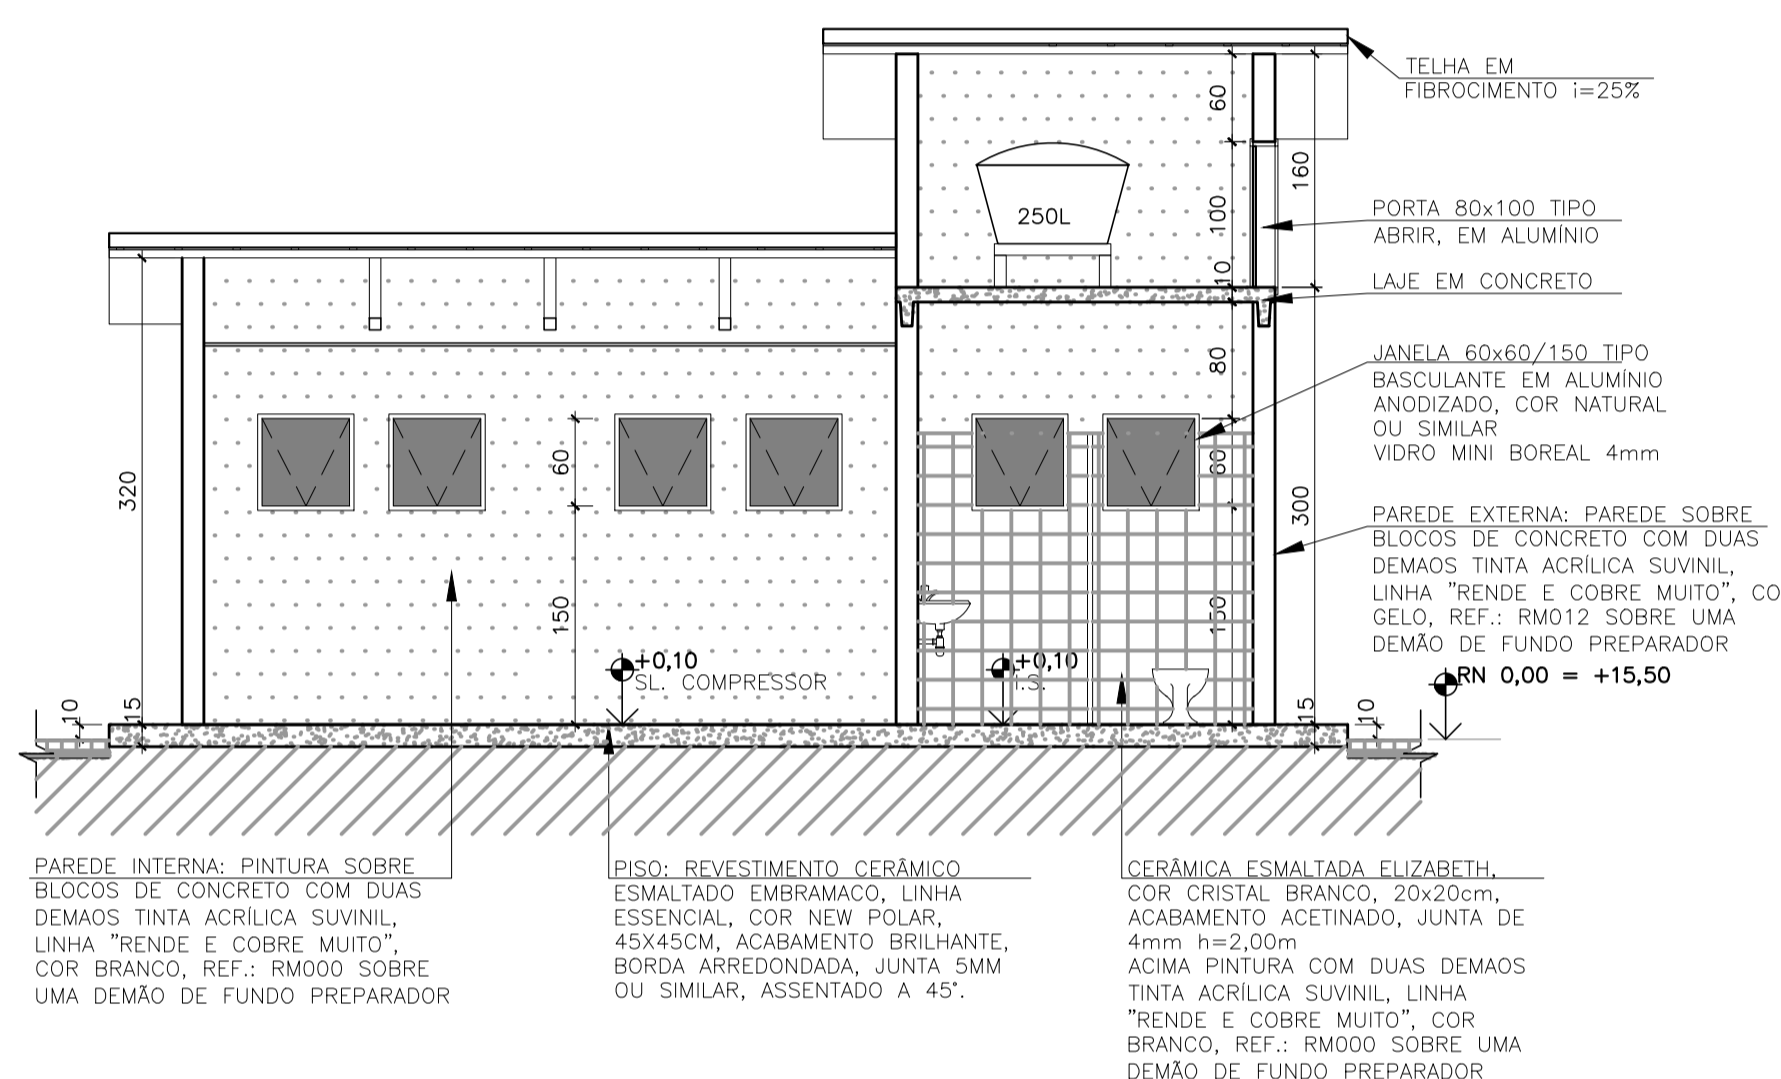 TELHA EM
FIBROCIMENTO i=25%
60
160
250L
100
PORTA 80x100 TIPO
ABRIR, EM ALUMÍNIO
10
LAJE EM CONCRETO
80
JANELA 60x60/150 TIPO
BASCULANTE EM ALUMÍNIO
ANODIZADO, COR NATURAL
OU SIMILAR
VIDRO MINI BOREAL 4mm
320
60
60
300
PAREDE EXTERNA: PAREDE SOBRE
BLOCOS DE CONCRETO COM DUAS
DEMAOS TINTA ACRÍLICA SUVINIL,
LINHA "RENDE E COBRE MUITO", CO
GELO, REF.: RM012 SOBRE UMA
DEMÃO DE FUNDO PREPARADOR
150
150
+0,10
SL. COMPRESSOR
+0,10
I.S.
RN 0,00 = +15,50
10
15
15
10
PAREDE INTERNA: PINTURA SOBRE
BLOCOS DE CONCRETO COM DUAS
DEMAOS TINTA ACRÍLICA SUVINIL,
LINHA "RENDE E COBRE MUITO",
COR BRANCO, REF.: RM000 SOBRE
UMA DEMÃO DE FUNDO PREPARADOR
PISO: REVESTIMENTO CERÂMICO
ESMALTADO EMBRAMACO, LINHA
ESSENCIAL, COR NEW POLAR,
45X45CM, ACABAMENTO BRILHANTE,
BORDA ARREDONDADA, JUNTA 5MM
OU SIMILAR, ASSENTADO A 45°.
CERÂMICA ESMALTADA ELIZABETH,
COR CRISTAL BRANCO, 20x20cm,
ACABAMENTO ACETINADO, JUNTA DE
4mm h=2,00m
ACIMA PINTURA COM DUAS DEMAOS
TINTA ACRÍLICA SUVINIL, LINHA
"RENDE E COBRE MUITO", COR
BRANCO, REF.: RM000 SOBRE UMA
DEMÃO DE FUNDO PREPARADOR